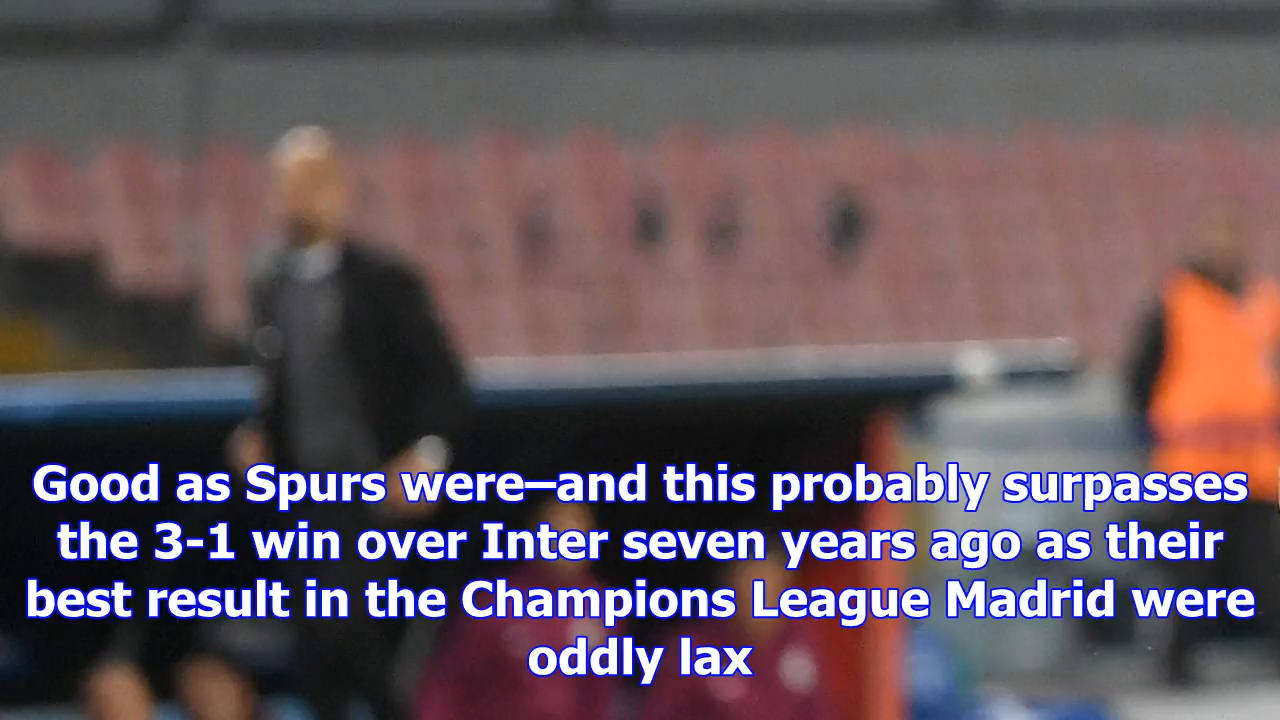 Good as Spurs were—and this probably surpasses
the 3-1 win over Inter seven years ago as their
best result in the Champions League Madrid were
oddly lax